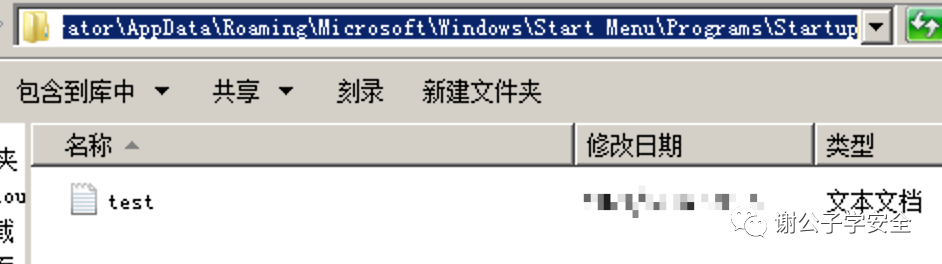 ator\AppData\Roaming\Microsoft\Windows\Start Menu\Programs\Startup
包含到库中 共享 刻录 新建文件夹
夹 名称 修改日期 类型
ou test 文本文档
载
谢公子学安全